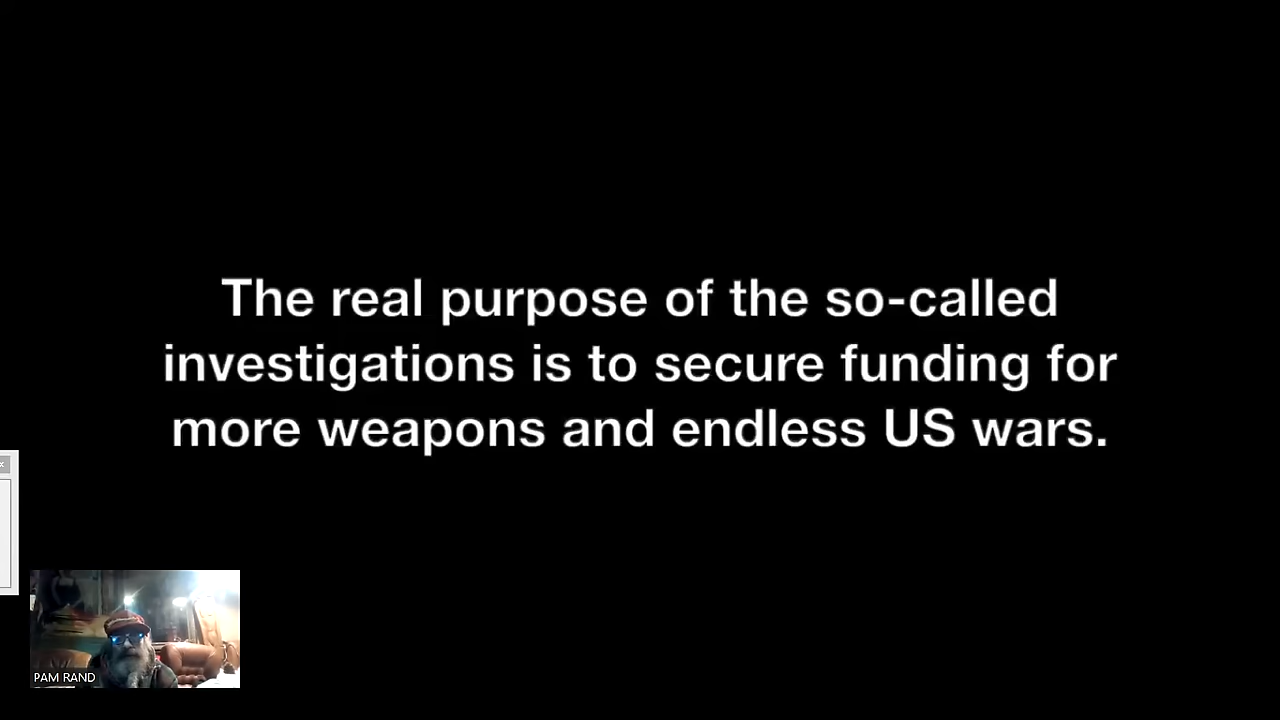 The real purpose of the so-called
investigations is to secure funding for
more weapons and endless US wars.
PAM RAND